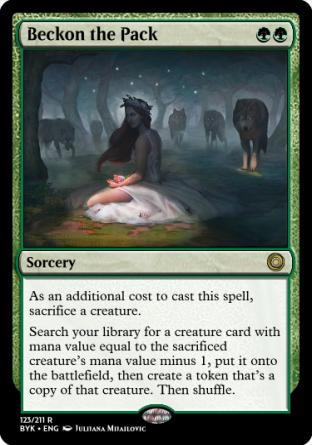 Beckon the Pack
Sorcery
As an additional cost to cast this spell,
sacrifice a creature.
Search your library for a creature card with
mana value equal to the sacrificed
creature's mana value minus 1, put it onto
the battlefield, then create a token that's a
copy of that creature. Then shuffle.
123/211 R
BYK • ENG Iulitana Mitailovic